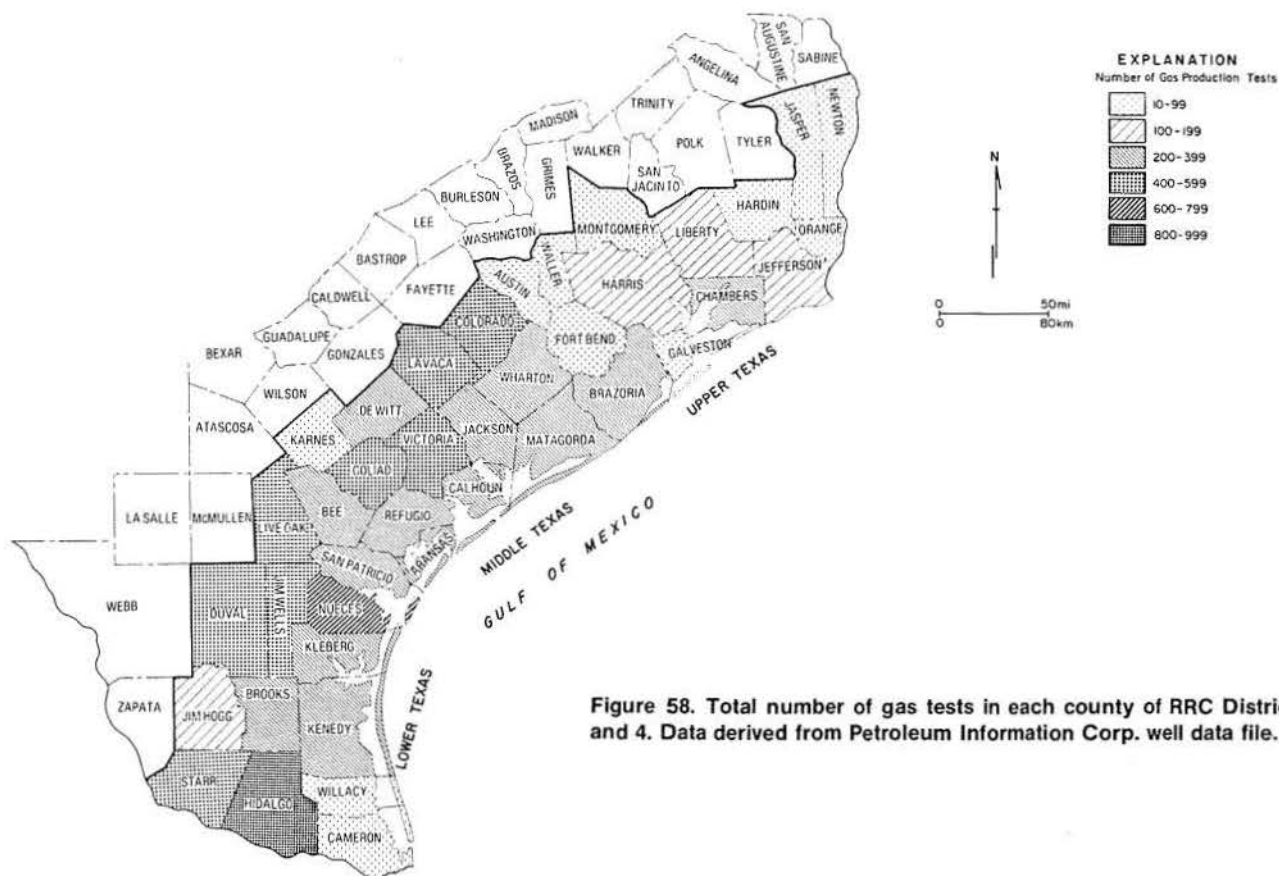 SAN AUGUSTINE
SABINE
ANGELINA
TRINITY
MADISON
NEWTON
JASPER
POLK
TYLER
WALKER
BRAZOS
GRIMES
SAN JACINTO
BURLESON
LEE
HARDIN
WASHINGTON
MONTGOMERY
LIBERTY
ORANGE
BASTROP
WALLER
JEFFERSON
AUSTIN
HARRIS
FAYETTE
CALDWELL
CHAMBERS
COLORADO
GUADALUPE
FORT BEND
GALVESTON
BEXAR
GONZALES
LAVACA
WHARTON
BRAZORIA
WILSON
DE WITT
ATASCOSA
KARNES
VICTORIA
JACKSON
MATAGORDA
GOLIAD
CALHOUN
LA SALLE
McMULLEN
LIVE OAK
BEE
REFUGIO
ARANSAS
SAN PATRICIO
WEBB
DUVAL
JIM WELLS
NUECES
KLEBERG
ZAPATA
JIM HOGG
BROOKS
KENEDY
STARR
HIDALGO
WILLACY
CAMERON
UPPER TEXAS
MIDDLE TEXAS
GULF OF MEXICO
LOWER TEXAS
EXPLANATION
Number of Gas Production Tests
10-99
100-199
200-399
400-599
600-799
800-999
N
0 50mi
0 80km
Figure 58. Total number of gas tests in each county of RRC Distri
and 4. Data derived from Petroleum Information Corp. well data file.